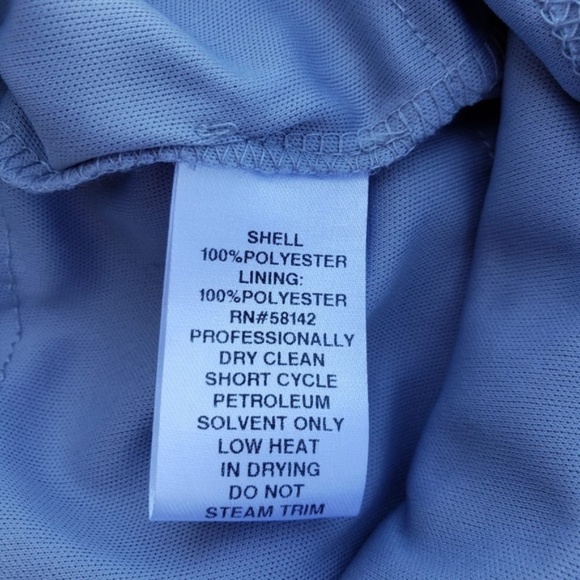 SHELL
100%POLYESTER
LINING:
100%POLYESTER
RN#58142
PROFESSIONALLY
DRY CLEAN
SHORT CYCLE
PETROLEUM
SOLVENT ONLY
LOW HEAT
IN DRYING
DO NOT
STEAM TRIM